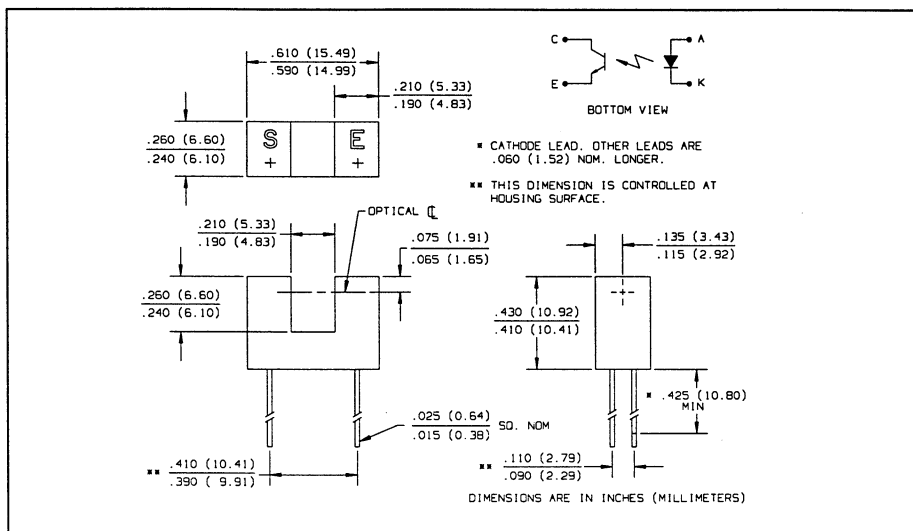 .610 (15.49)
.590 (14.99)
.210 (5.33)
.190 (4.83)
.260 (6.60)
.240 (6.10)
S
+
E
+
C
E
A
K
BOTTOM VIEW
* CATHODE LEAD. OTHER LEADS ARE
.060 (1.52) NOM. LONGER.
** THIS DIMENSION IS CONTROLLED AT
HOUSING SURFACE.
OPTICAL ℄
.210 (5.33)
.190 (4.83)
.075 (1.91)
.065 (1.65)
.260 (6.60)
.240 (6.10)
.135 (3.43)
.115 (2.92)
.430 (10.92)
.410 (10.41)
* .425 (10.80)
MIN
.025 (0.64)
.015 (0.38)
SQ. NOM
** .410 (10.41)
.390 ( 9.91)
** .110 (2.79)
.090 (2.29)
DIMENSIONS ARE IN INCHES (MILLIMETERS)